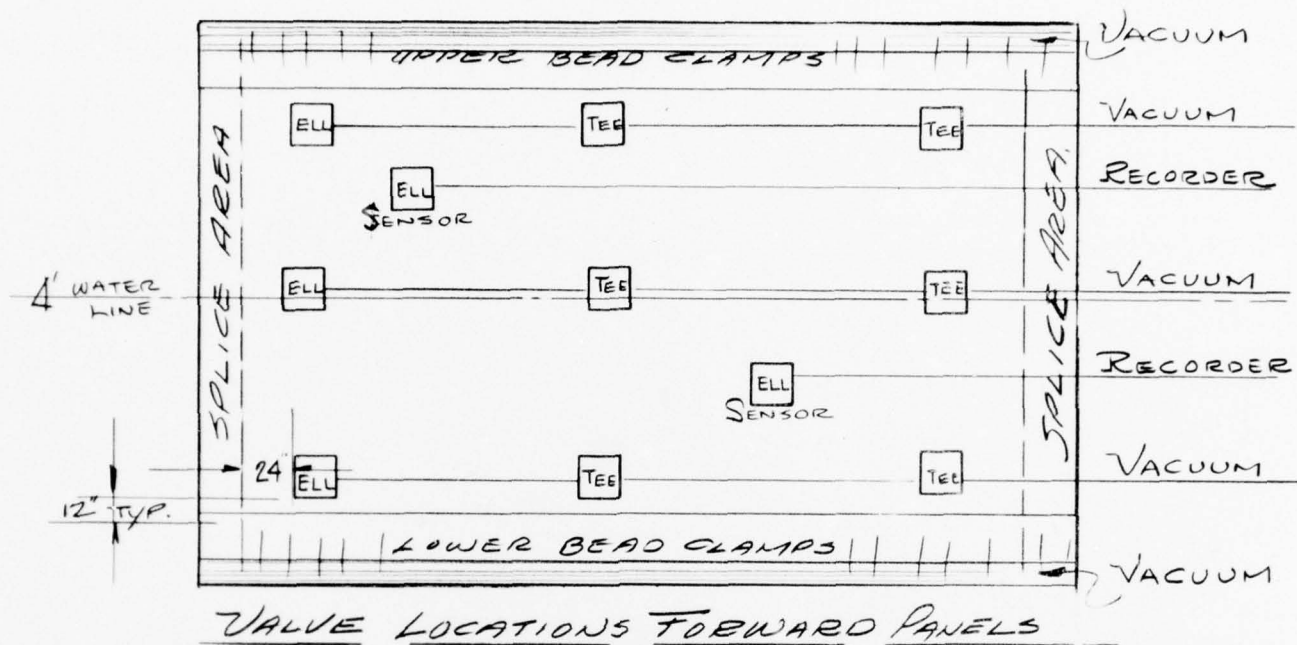 VACUUM
UPPER BEAD CLAMPS
ELL
TEE
TEE
VACUUM
ELL
RECORDER
SENSOR
SPLICE AREA
SPLICE AREA
4' WATER
LINE
ELL
TEE
TEE
VACUUM
ELL
RECORDER
SENSOR
24"
ELL
TEE
TEE
VACUUM
12" TYP.
LOWER BEAD CLAMPS
VACUUM
VALVE LOCATIONS FORWARD PANELS